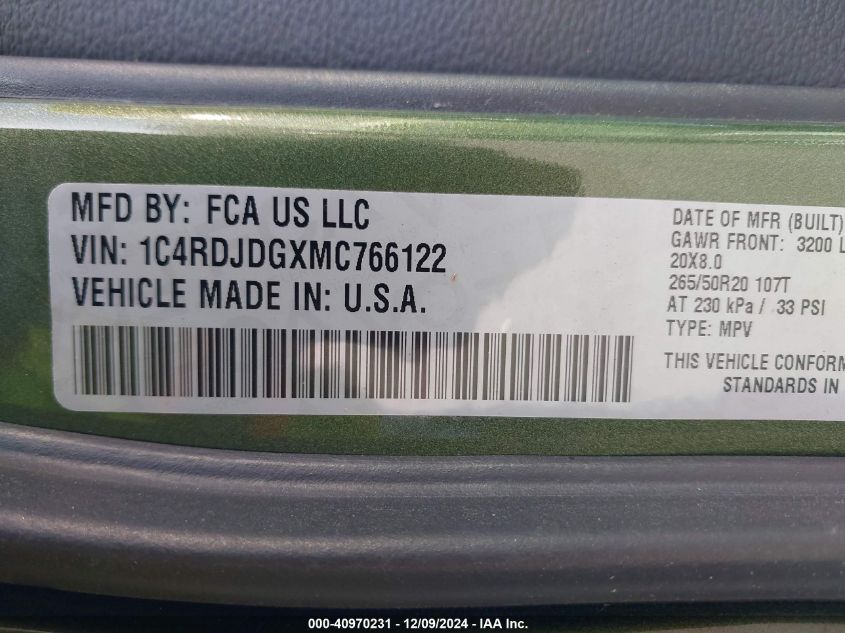 MFD BY: FCA US LLC
VIN: 1C4RDJDGXMC766122
VEHICLE MADE IN: U.S.A.
DATE OF MFR (BUILT)
GAWR FRONT: 3200 L
20X8.0
265/50R20 107T
AT 230 kPa / 33 PSI
TYPE: MPV
THIS VEHICLE CONFORM
STANDARDS IN
000-40970231 - 12/09/2024 - IAA Inc.